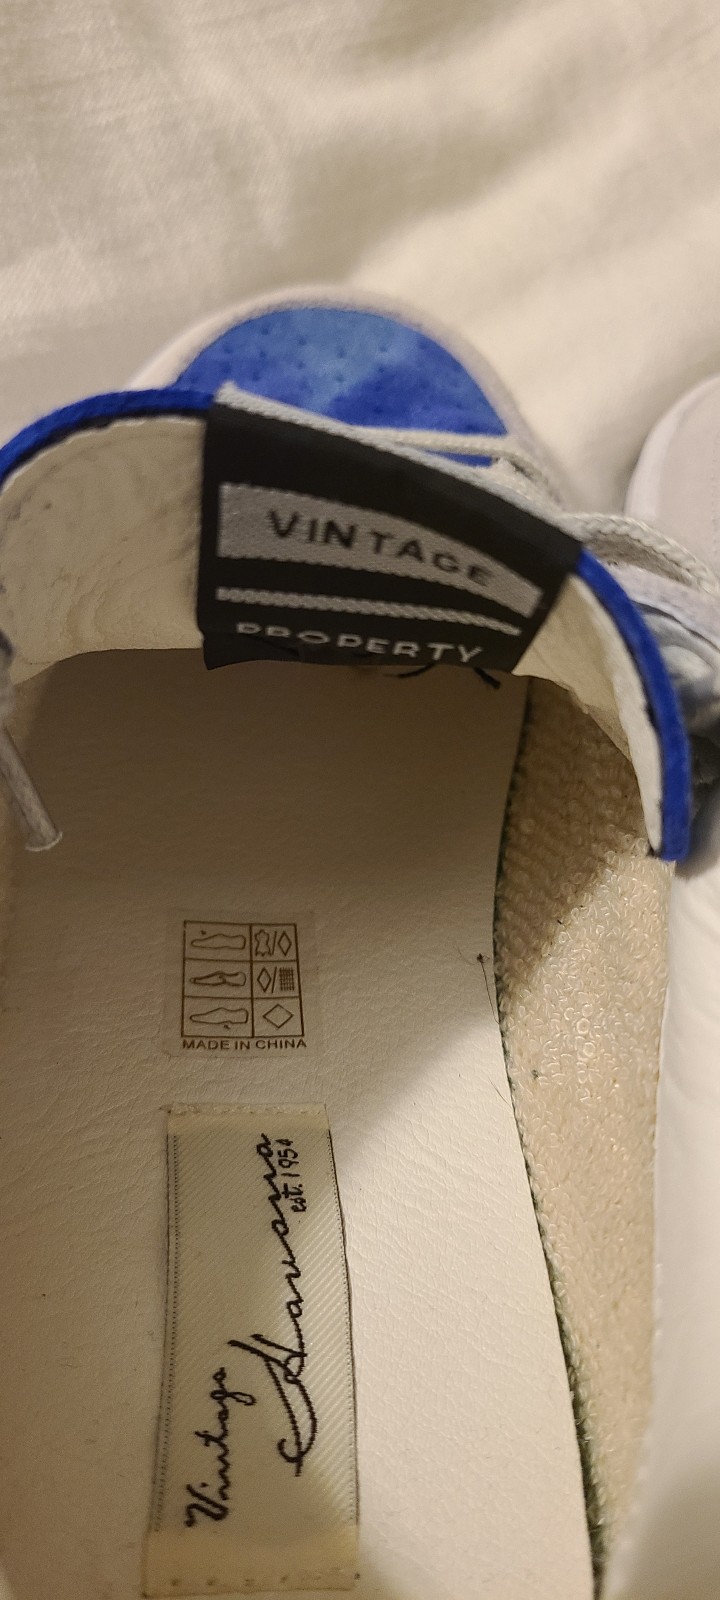 VINTAGE
PROPERTY
MADE IN CHINA
Vintage
Havana
est. 1954